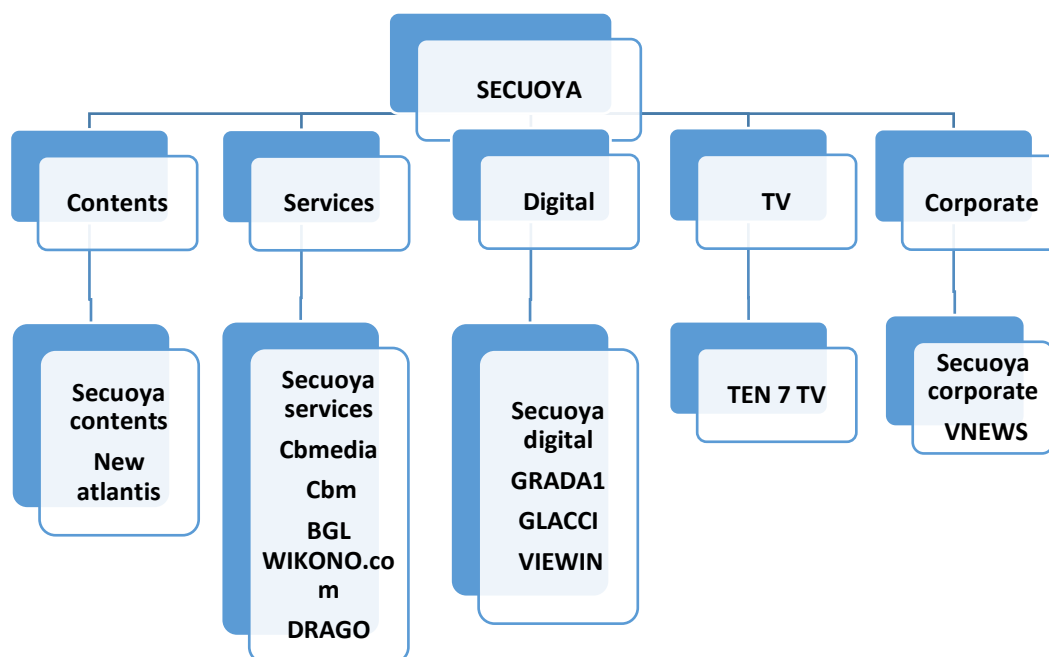 SECUOYA
Contents
Services
Digital
TV
Corporate
Secuoya
contents
New
atlantis
Secuoya
services
Cbmedia
Cbm
BGL
WIKONO.co
m
DRAGO
Secuoya
digital
GRADA1
GLACCI
VIEWIN
TEN 7 TV
Secuoya
corporate
VNEWS